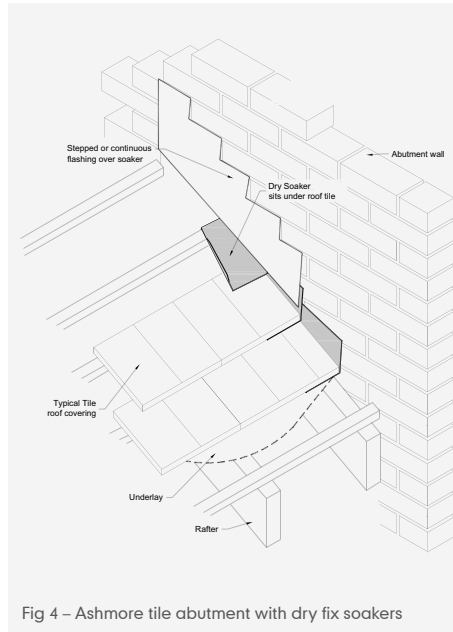 Stepped or continuous
flashing over soaker
Abutment wall
Dry Soaker
sits under roof tile
Typical Tile
roof covering
Underlay
Rafter
Fig 4 – Ashmore tile abutment with dry fix soakers